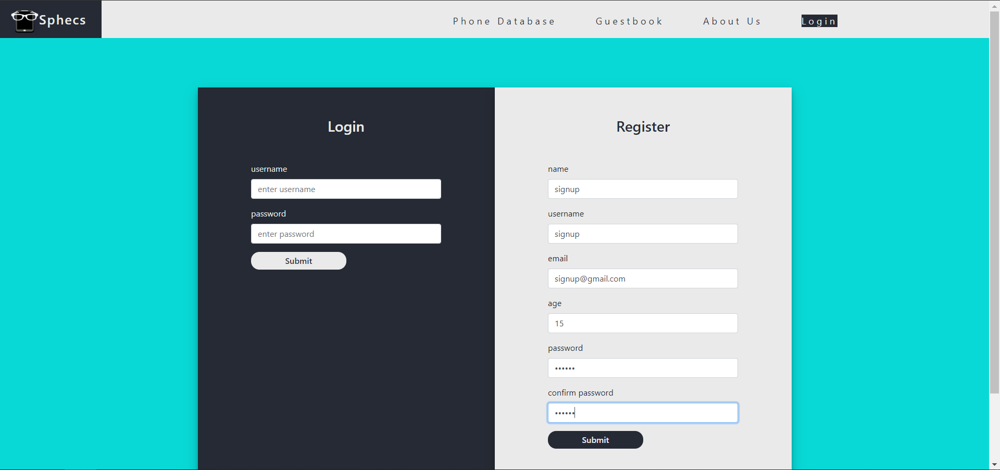 Sphecs
Phone Database Guestbook About Us Login
Login
username
enter username
password
enter password
Submit
Register
name
signup
username
signup
email
signup@gmail.com
age
15
password
••••••
confirm password
••••••
Submit